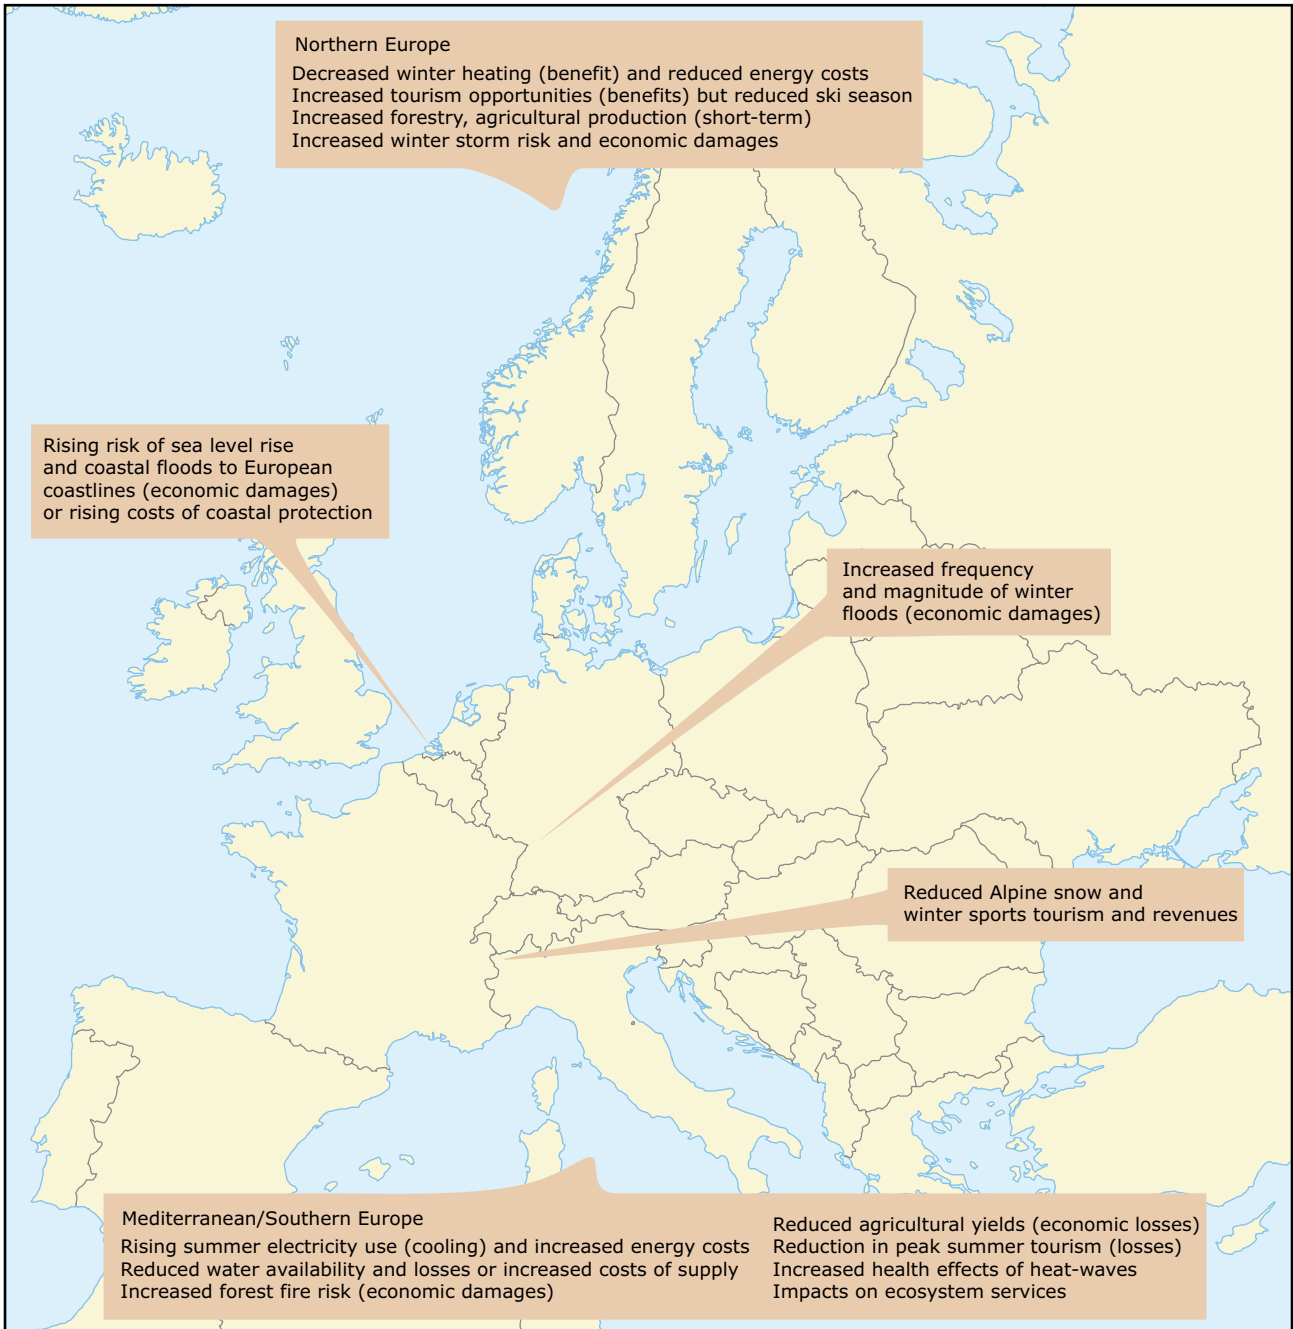 Northern Europe
Decreased winter heating (benefit) and reduced energy costs
Increased tourism opportunities (benefits) but reduced ski season
Increased forestry, agricultural production (short-term)
Increased winter storm risk and economic damages
Rising risk of sea level rise
and coastal floods to European
coastlines (economic damages)
or rising costs of coastal protection
Increased frequency
and magnitude of winter
floods (economic damages)
Reduced Alpine snow and
winter sports tourism and revenues
Mediterranean/Southern Europe
Rising summer electricity use (cooling) and increased energy costs
Reduced water availability and losses or increased costs of supply
Increased forest fire risk (economic damages)
Reduced agricultural yields (economic losses)
Reduction in peak summer tourism (losses)
Increased health effects of heat-waves
Impacts on ecosystem services